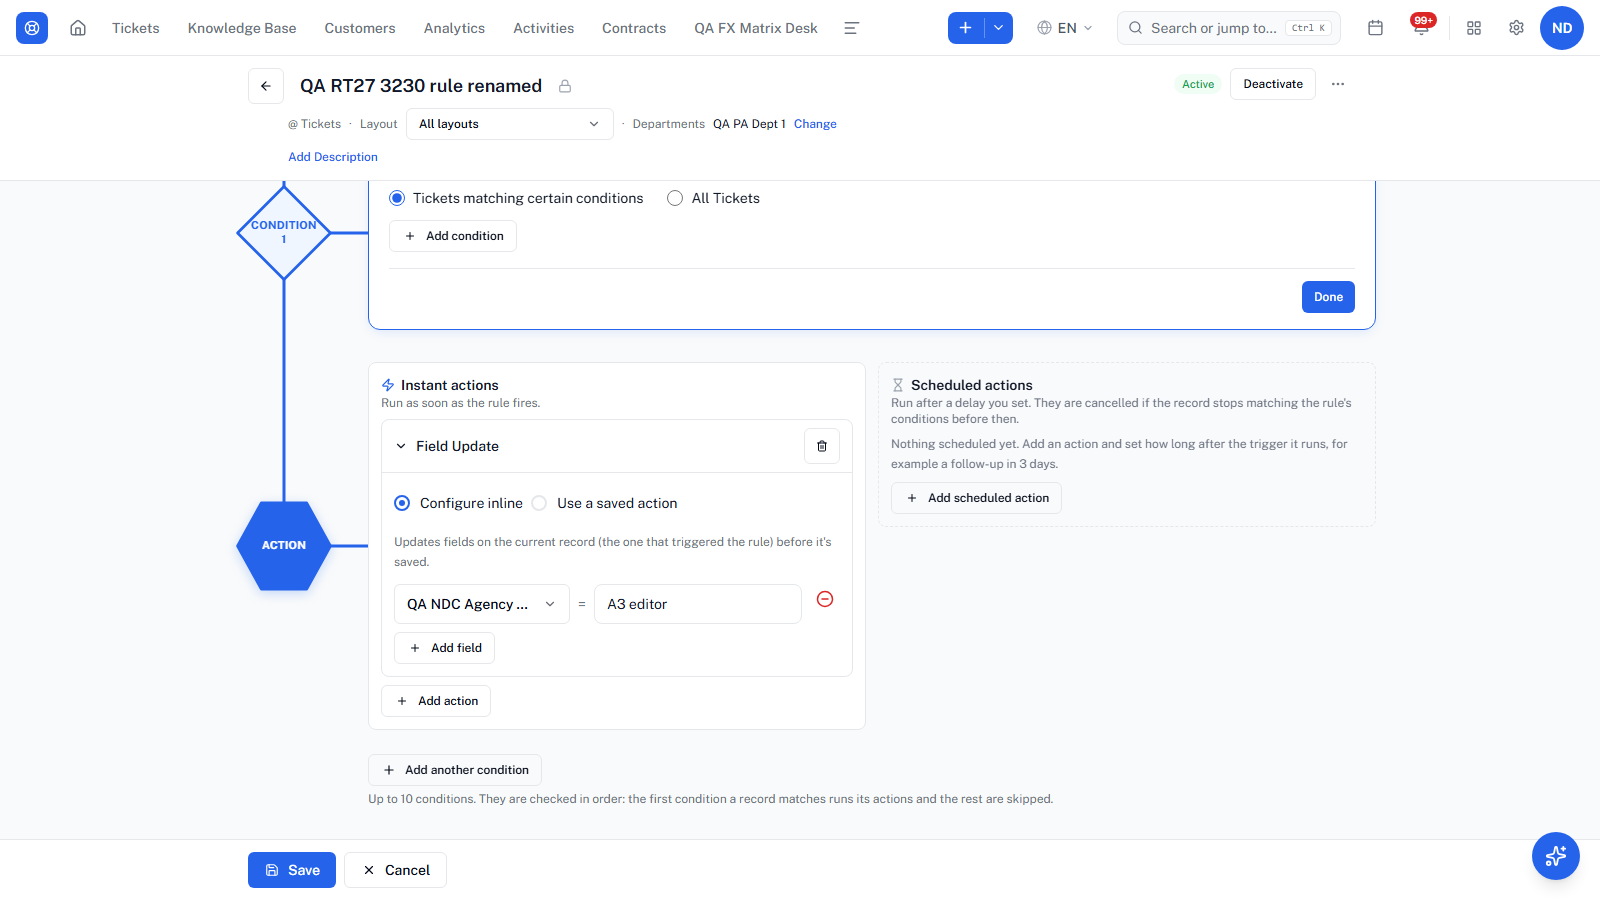 Tickets
Knowledge Base
Customers
Analytics
Activities
Contracts
QA FX Matrix Desk
EN
Search or jump to...
Ctrl K
99+
ND
QA RT27 3230 rule renamed
Active
Deactivate
@ Tickets · Layout
All layouts
· Departments QA PA Dept 1 Change
Add Description
CONDITION
1
Tickets matching certain conditions
All Tickets
Add condition
Done
Instant actions
Run as soon as the rule fires.
Field Update
Configure inline
Use a saved action
Updates fields on the current record (the one that triggered the rule) before it's
saved.
QA NDC Agency ...
=
A3 editor
Add field
Add action
Scheduled actions
Run after a delay you set. They are cancelled if the record stops matching the rule's
conditions before then.
Nothing scheduled yet. Add an action and set how long after the trigger it runs, for
example a follow-up in 3 days.
Add scheduled action
ACTION
Add another condition
Up to 10 conditions. They are checked in order: the first condition a record matches runs its actions and the rest are skipped.
Save
Cancel